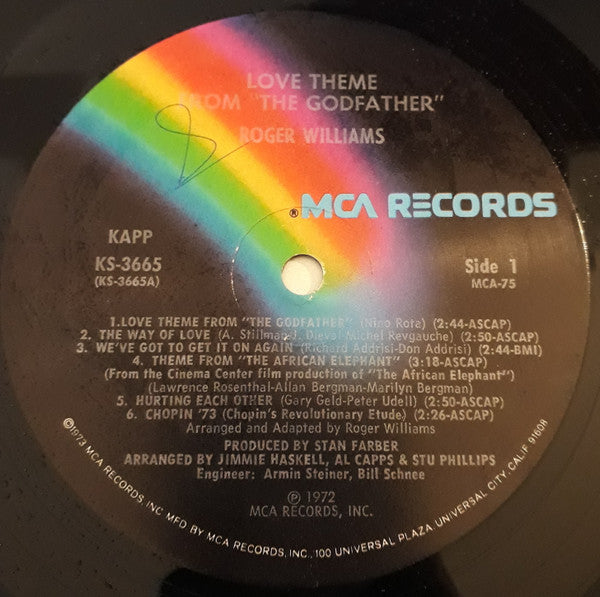 LOVE THEME
FROM "THE GODFATHER"
ROGER WILLIAMS
®MCA RECORDS
KAPP
KS-3665
(KS-3665A)
Side 1
MCA-75
1.LOVE THEME FROM "THE GODFATHER" (Nino Rota) (2:44-ASCAP)
2. THE WAY OF LOVE (A. Stillman-J. Dieval-Michel Revgauche) (2:50-ASCAP)
3. WE'VE GOT TO GET IT ON AGAIN (Richard Addrisi-Don Addrisi) (2:44-BMI)
4. THEME FROM "THE AFRICAN ELEPHANT" (3:18-ASCAP)
(From the Cinema Center film production of "The African Elephant")
(Lawrence Rosenthal-Allan Bergman-Marilyn Bergman)
5. HURTING EACH OTHER (Gary Geld-Peter Udell) (2:50-ASCAP)
6. CHOPIN '73 (Chopin's Revolutionary Etude.) (2:26-ASCAP)
Arranged and Adapted by Roger Williams
PRODUCED BY STAN FARBER
ARRANGED BY JIMMIE HASKELL, AL CAPPS & STU PHILLIPS
Engineer: Armin Steiner, Bill Schnee
℗ 1972
MCA RECORDS, INC.
©1973 MCA RECORDS, INC MFD BY MCA RECORDS, INC., 100 UNIVERSAL PLAZA, UNIVERSAL CITY, CALIF. 91608